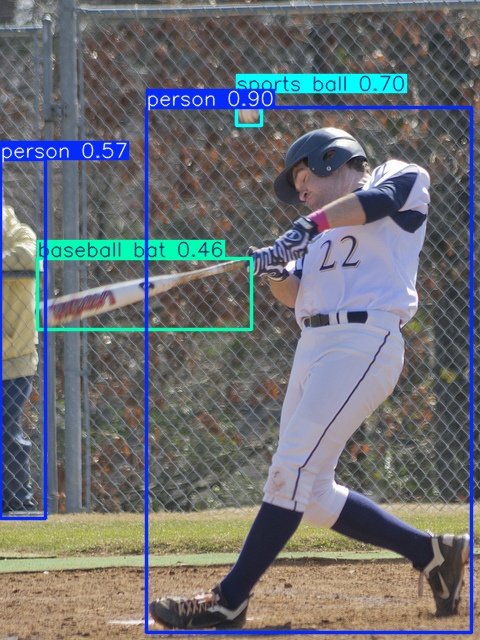 sports ball 0.70
person 0.90
person 0.57
baseball bat 0.46
22